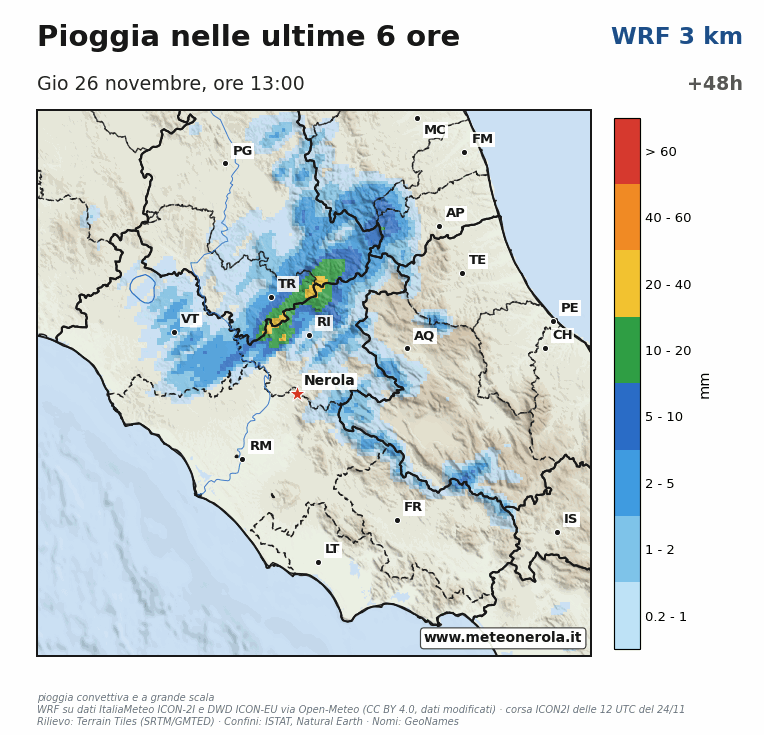 Pioggia nelle ultime 6 ore
WRF 3 km
Gio 26 novembre, ore 13:00
+48h
MC
FM
PG
AP
TE
TR
PE
VT
RI
CH
AQ
Nerola
RM
FR
IS
LT
www.meteonerola.it
> 60
40 - 60
20 - 40
10 - 20
5 - 10
2 - 5
1 - 2
0.2 - 1
mm
pioggia convettiva e a grande scala
WRF su dati ItaliaMeteo ICON-2I e DWD ICON-EU via Open-Meteo (CC BY 4.0, dati modificati) · corsa ICON2I delle 12 UTC del 24/11
Rilievo: Terrain Tiles (SRTM/GMTED) · Confini: ISTAT, Natural Earth · Nomi: GeoNames